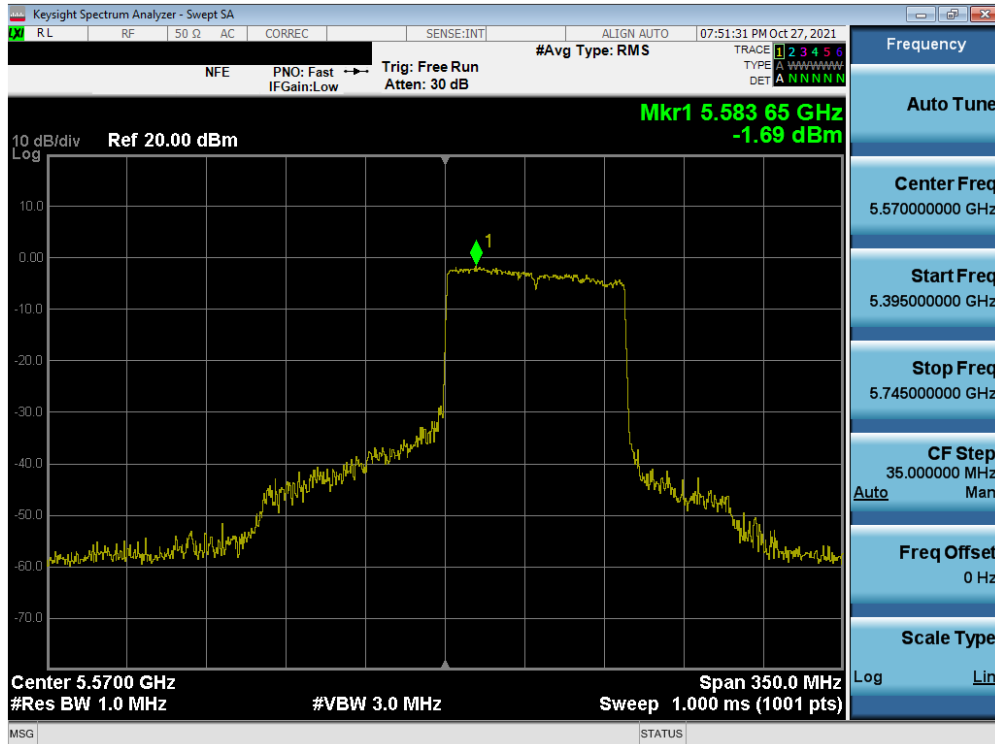 Keysight Spectrum Analyzer - Swept SA
LXI RL RF 50 Ω AC CORREC SENSE:INT ALIGN AUTO 07:51:31 PM Oct 27, 2021
NFE PNO: Fast Trig: Free Run #Avg Type: RMS TRACE 1 2 3 4 5 6
IFGain:Low Atten: 30 dB TYPE A WWWWW
DET A N N N N N
Mkr1 5.583 65 GHz
-1.69 dBm
10 dB/div Ref 20.00 dBm
Log
10.0
0.00
-10.0
-20.0
-30.0
-40.0
-50.0
-60.0
-70.0
1
Center 5.5700 GHz Span 350.0 MHz
#Res BW 1.0 MHz #VBW 3.0 MHz Sweep 1.000 ms (1001 pts)
MSG STATUS
Frequency
Auto Tune
Center Freq
5.570000000 GHz
Start Freq
5.395000000 GHz
Stop Freq
5.745000000 GHz
CF Step
35.000000 MHz
Auto Man
Freq Offset
0 Hz
Scale Type
Log Lin